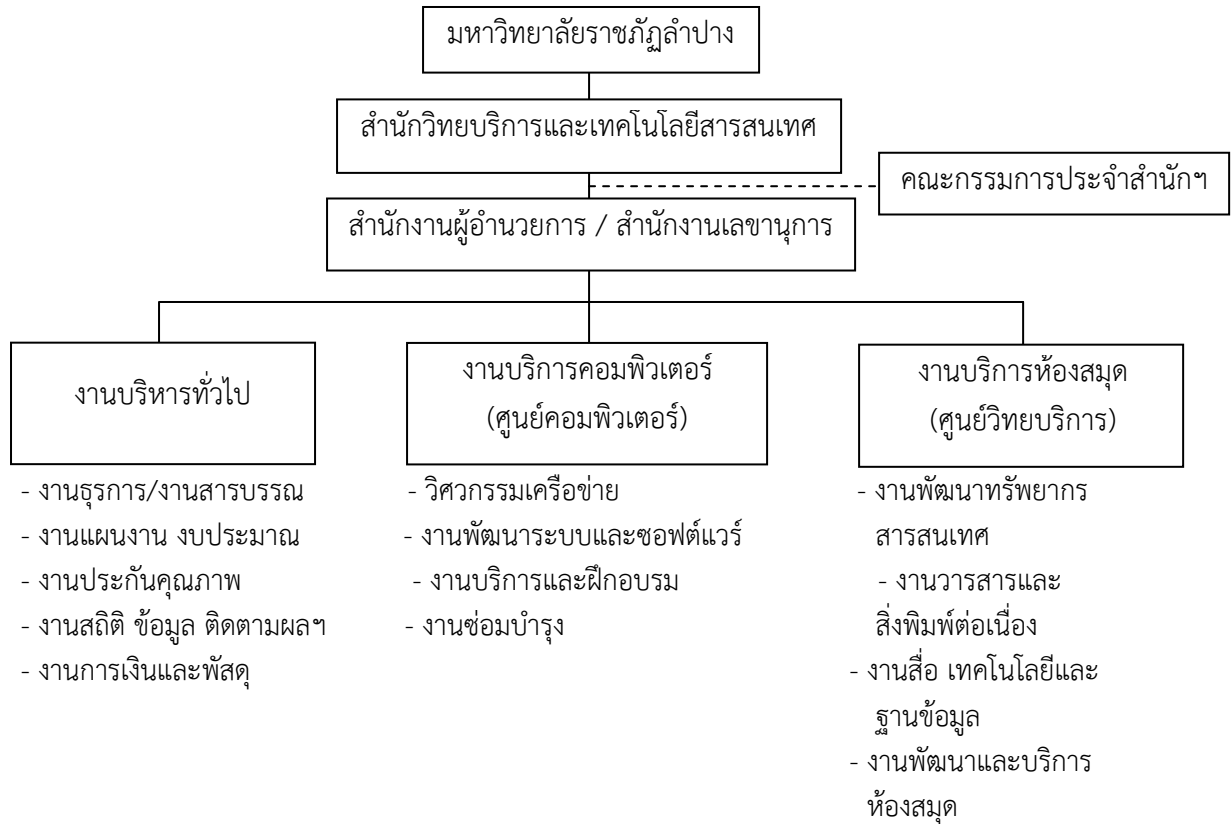 มหาวิทยาลัยราชภัฏลำปาง
สำนักวิทยบริการและเทคโนโลยีสารสนเทศ
คณะกรรมการประจำสำนักฯ
สำนักงานผู้อำนวยการ / สำนักงานเลขานุการ
งานบริหารทั่วไป
- งานธุรการ/งานสารบรรณ
- งานแผนงาน งบประมาณ
- งานประกันคุณภาพ
- งานสถิติ ข้อมูล ติดตามผลฯ
- งานการเงินและพัสดุ
งานบริการคอมพิวเตอร์
(ศูนย์คอมพิวเตอร์)
- วิศวกรรมเครือข่าย
- งานพัฒนาระบบและซอฟต์แวร์
- งานบริการและฝึกอบรม
- งานซ่อมบำรุง
งานบริการห้องสมุด
(ศูนย์วิทยบริการ)
- งานพัฒนาทรัพยากร
สารสนเทศ
- งานวารสารและ
สิ่งพิมพ์ต่อเนื่อง
- งานสื่อ เทคโนโลยีและ
ฐานข้อมูล
- งานพัฒนาและบริการ
ห้องสมุด